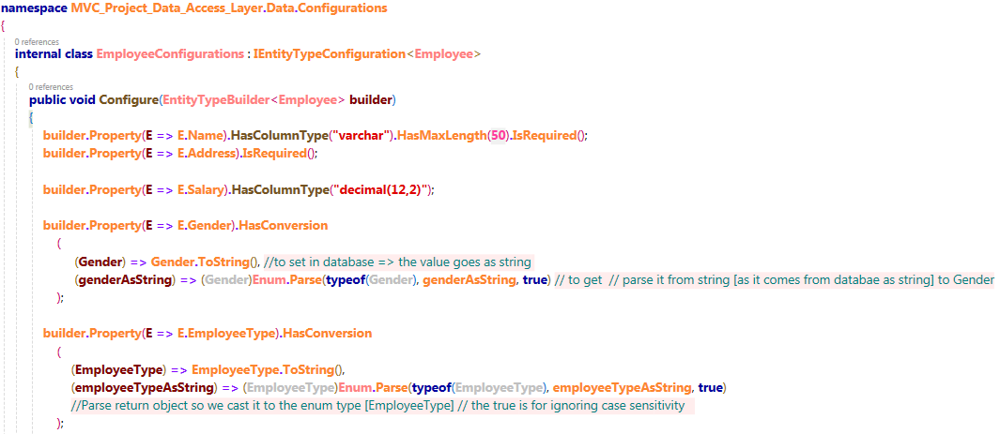 namespace MVC_Project_Data_Access_Layer.Data.Configurations
{
0 references
internal class EmployeeConfigurations : IEntityTypeConfiguration<Employee>
{
0 references
public void Configure(EntityTypeBuilder<Employee> builder)
{
builder.Property(E => E.Name).HasColumnType("varchar").HasMaxLength(50).IsRequired();
builder.Property(E => E.Address).IsRequired();
builder.Property(E => E.Salary).HasColumnType("decimal(12,2)");
builder.Property(E => E.Gender).HasConversion
(
(Gender) => Gender.ToString(), //to set in database => the value goes as string
(genderAsString) => (Gender)Enum.Parse(typeof(Gender), genderAsString, true) // to get  // parse it from string [as it comes from databae as string] to Gender
);
builder.Property(E => E.EmployeeType).HasConversion
(
(EmployeeType) => EmployeeType.ToString(),
(employeeTypeAsString) => (EmployeeType)Enum.Parse(typeof(EmployeeType), employeeTypeAsString, true)
//Parse return object so we cast it to the enum type [EmployeeType] // the true is for ignoring case sensitivity
);